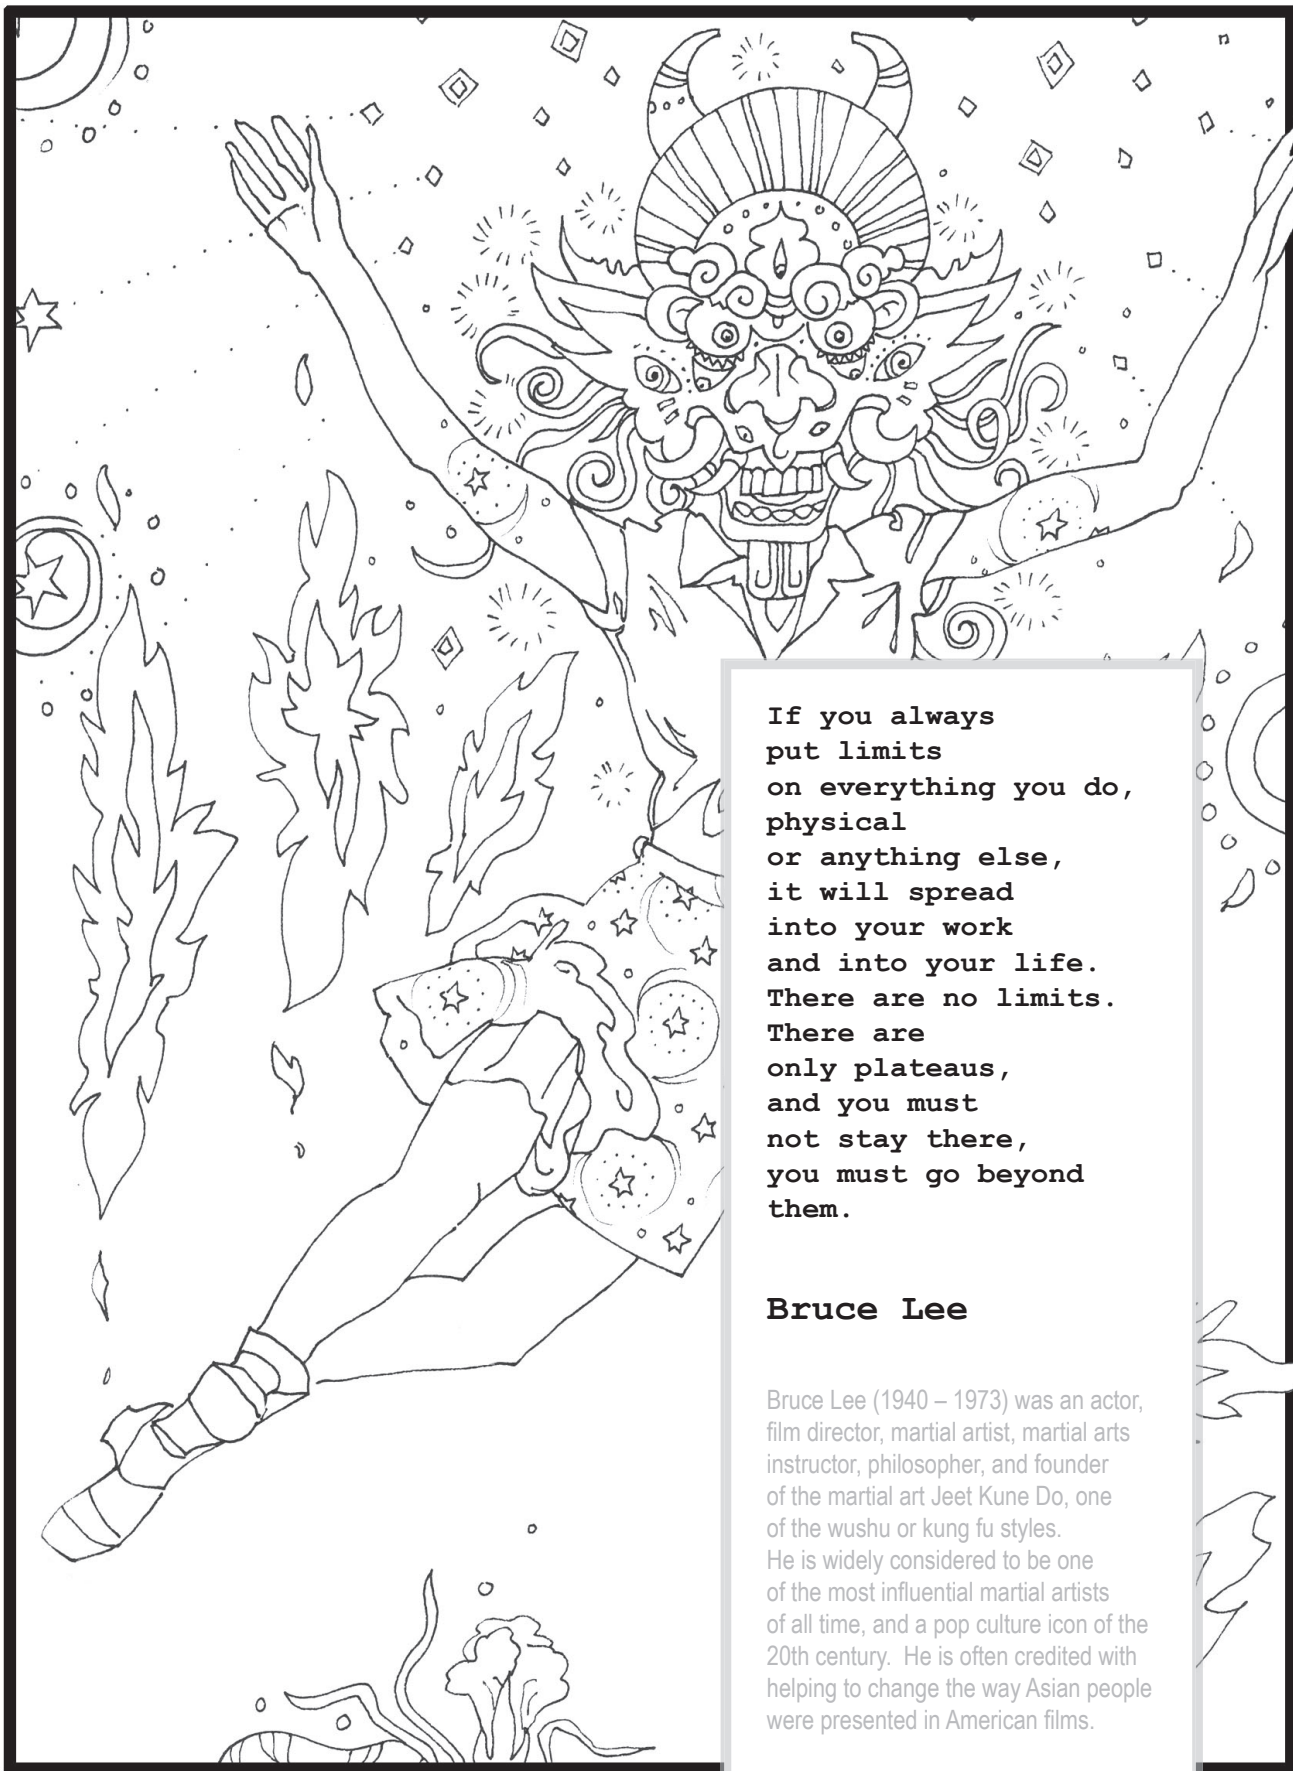 If you always
put limits
on everything you do,
physical
or anything else,
it will spread
into your work
and into your life.
There are no limits.
There are
only plateaus,
and you must
not stay there,
you must go beyond
them.
Bruce Lee
Bruce Lee (1940 – 1973) was an actor,
film director, martial artist, martial arts
instructor, philosopher, and founder
of the martial art Jeet Kune Do, one
of the wushu or kung fu styles.
He is widely considered to be one
of the most influential martial artists
of all time, and a pop culture icon of the
20th century.  He is often credited with
helping to change the way Asian people
were presented in American films.